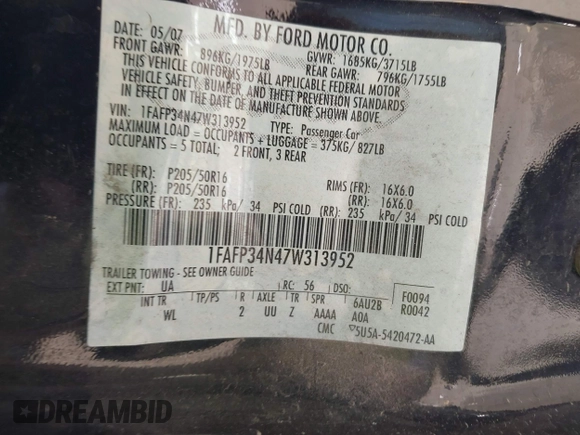 MFD. BY FORD MOTOR CO.
DATE: 05/07 GVWR: 1685KG/3715LB
FRONT GAWR: 896KG/1975LB REAR GAWR: 796KG/1755LB
THIS VEHICLE CONFORMS TO ALL APPLICABLE FEDERAL MOTOR
VEHICLE SAFETY, BUMPER, AND THEFT PREVENTION STANDARDS
IN EFFECT ON THE DATE OF MANUFACTURE SHOWN ABOVE.
VIN: 1FAFP34N47W313952 TYPE: Passenger Car
MAXIMUM LOAD = OCCUPANTS + LUGGAGE = 375KG/827LB
OCCUPANTS = 5 TOTAL: 2 FRONT, 3 REAR
TIRE (FR): P205/50R16 RIMS (FR): 16X6.0
(RR): P205/50R16 (RR): 16X6.0
PRESSURE (FR): 235 kPa/ 34 PSI COLD (RR): 235 kPa/ 34 PSI COLD
1FAFP34N47W313952
TRAILER TOWING - SEE OWNER GUIDE
EXT PNT: UA RC: 56 DSO: F0094
INT TR TP/PS R AXLE TR SPR 6AU2B R0042
WL 2 UU Z AAAA A0A
CMC 5U5A-5420472-AA
DREAMBID